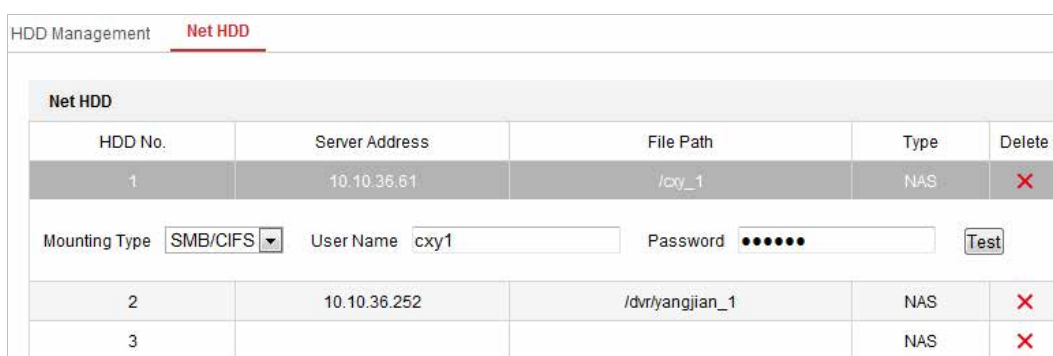 HDD Management Net HDD
Net HDD
HDD No. Server Address File Path Type Delete
1 10.10.36.61 /cxy_1 NAS
Mounting Type SMB/CIFS User Name cxy1 Password ●●●●●● Test
2 10.10.36.252 /dvr/yangjian_1 NAS
3 NAS